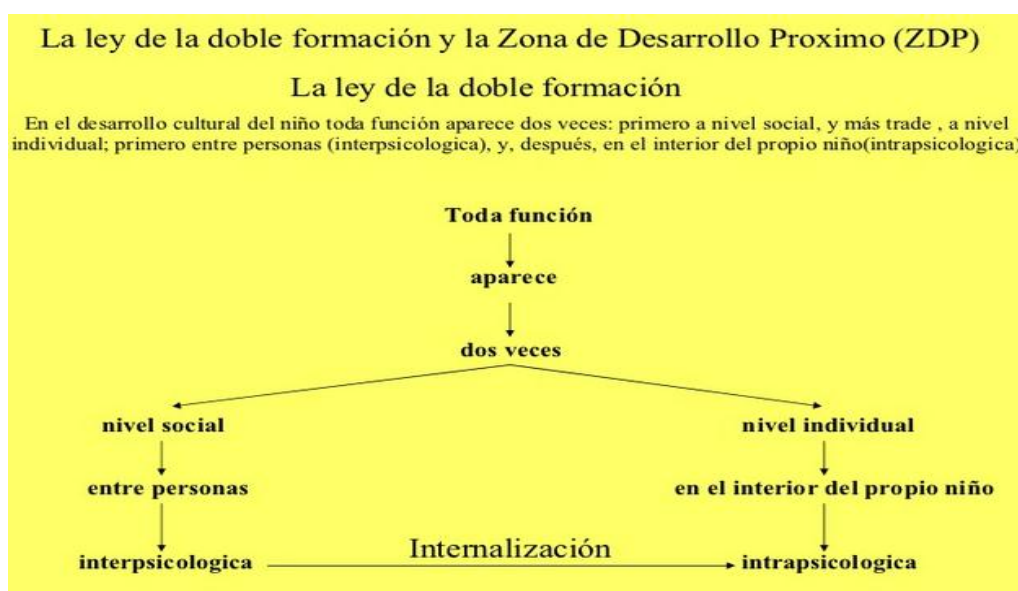 La ley de la doble formación y la Zona de Desarrollo Proximo (ZDP)
La ley de la doble formación
En el desarrollo cultural del niño toda función aparece dos veces: primero a nivel social, y más trade , a nivel
individual; primero entre personas (interpsicologica), y, después, en el interior del propio niño(intrapsicologica)
Toda función
aparece
dos veces
nivel social
nivel individual
entre personas
en el interior del propio niño
Internalización
interpsicologica
intrapsicologica